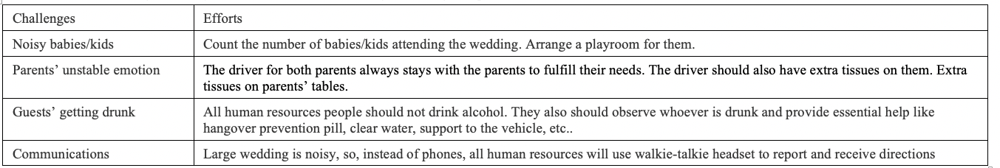 Challenges
Efforts
Noisy babies/kids
Count the number of babies/kids attending the wedding. Arrange a playroom for them.
Parents’ unstable emotion
The driver for both parents always stays with the parents to fulfill their needs. The driver should also have extra tissues on them. Extra
tissues on parents’ tables.
Guests’ getting drunk
All human resources people should not drink alcohol. They also should observe whoever is drunk and provide essential help like
hangover prevention pill, clear water, support to the vehicle, etc..
Communications
Large wedding is noisy, so, instead of phones, all human resources will use walkie-talkie headset to report and receive directions